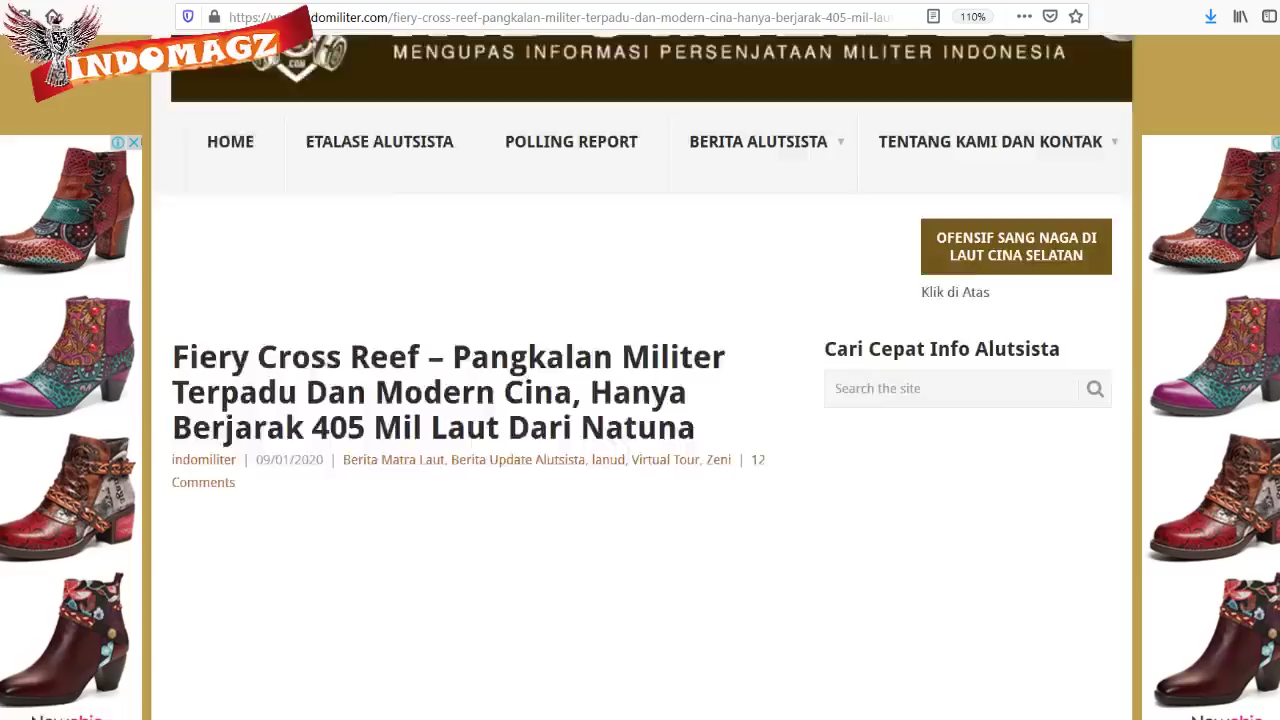 https://w
domiliter.com/fiery-cross-reef-pangkalan-militer-terpadu-dan-modern-cina-hanya-berjarak-405-mil-lau
110%
INDOMAGZ
.COM
MENGUPAS INFORMASI PERSENJATAAN MILITER INDONESIA
HOME ETALASE ALUTSISTA POLLING REPORT BERITA ALUTSISTA TENTANG KAMI DAN KONTAK
OFENSIF SANG NAGA DI
LAUT CINA SELATAN
Klik di Atas
Fiery Cross Reef – Pangkalan Militer
Terpadu Dan Modern Cina, Hanya
Berjarak 405 Mil Laut Dari Natuna
indomiliter | 09/01/2020 | Berita Matra Laut, Berita Update Alutsista, lanud, Virtual Tour, Zeni | 12
Comments
Cari Cepat Info Alutsista
Search the site